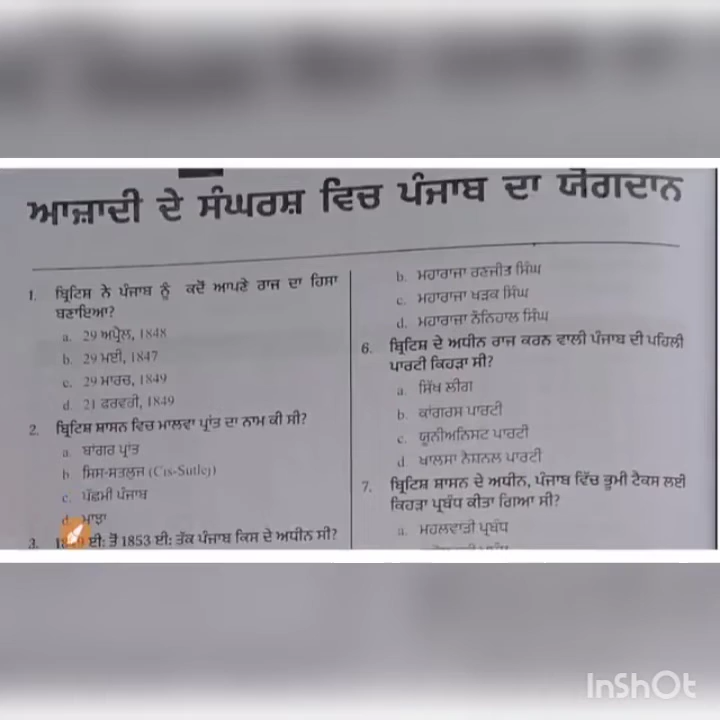 ਆਜ਼ਾਦੀ ਦੇ ਸੰਘਰਸ਼ ਵਿਚ ਪੰਜਾਬ ਦਾ ਯੋਗਦਾਨ
1. ਬ੍ਰਿਟਿਸ਼ ਨੇ ਪੰਜਾਬ ਨੂੰ ਕਦੋਂ ਆਪਣੇ ਰਾਜ ਦਾ ਹਿਸਾ
ਬਣਾਇਆ?
a. 29 ਅਪ੍ਰੈਲ, 1848
b. 29 ਮਈ, 1847
c. 29 ਮਾਰਚ, 1849
d. 21 ਫਰਵਰੀ, 1849
2. ਬ੍ਰਿਟਿਸ਼ ਸ਼ਾਸਨ ਵਿਚ ਮਾਲਵਾ ਪ੍ਰਾਂਤ ਦਾ ਨਾਮ ਕੀ ਸੀ?
a. ਬਾਂਗਰ ਪ੍ਰਾਂਤ
b ਸਿਸ-ਸਤਲੁਜ (Cis-Sutlej)
c. ਪੱਛਮੀ ਪੰਜਾਬ
d. ਮਾਝਾ
3. ਈ: ਤੋਂ 1853 ਈ: ਤੱਕ ਪੰਜਾਬ ਕਿਸ ਦੇ ਅਧੀਨ ਸੀ?
b. ਮਹਾਰਾਜਾ ਰਣਜੀਤ ਸਿੰਘ
c. ਮਹਾਰਾਜਾ ਖੜਕ ਸਿੰਘ
d. ਮਹਾਰਾਜਾ ਨੌਨਿਹਾਲ ਸਿੰਘ
6. ਬ੍ਰਿਟਿਸ਼ ਦੇ ਅਧੀਨ ਰਾਜ ਕਰਨ ਵਾਲੀ ਪੰਜਾਬ ਦੀ ਪਹਿਲੀ
ਪਾਰਟੀ ਕਿਹੜਾ ਸੀ?
a. ਸਿੱਖ ਲੀਗ
b. ਕਾਂਗਰਸ ਪਾਰਟੀ
c. ਯੂਨੀਅਨਿਸਟ ਪਾਰਟੀ
d. ਖਾਲਸਾ ਨੈਸ਼ਨਲ ਪਾਰਟੀ
7. ਬ੍ਰਿਟਿਸ਼ ਸ਼ਾਸਨ ਦੇ ਅਧੀਨ, ਪੰਜਾਬ ਵਿੱਚ ਭੂਮੀ ਟੈਕਸ ਲਈ
ਕਿਹੜਾ ਪ੍ਰਬੰਧ ਕੀਤਾ ਗਿਆ ਸੀ?
a. ਮਹਲਵਾੜੀ ਪ੍ਰਬੰਧ
InShOt